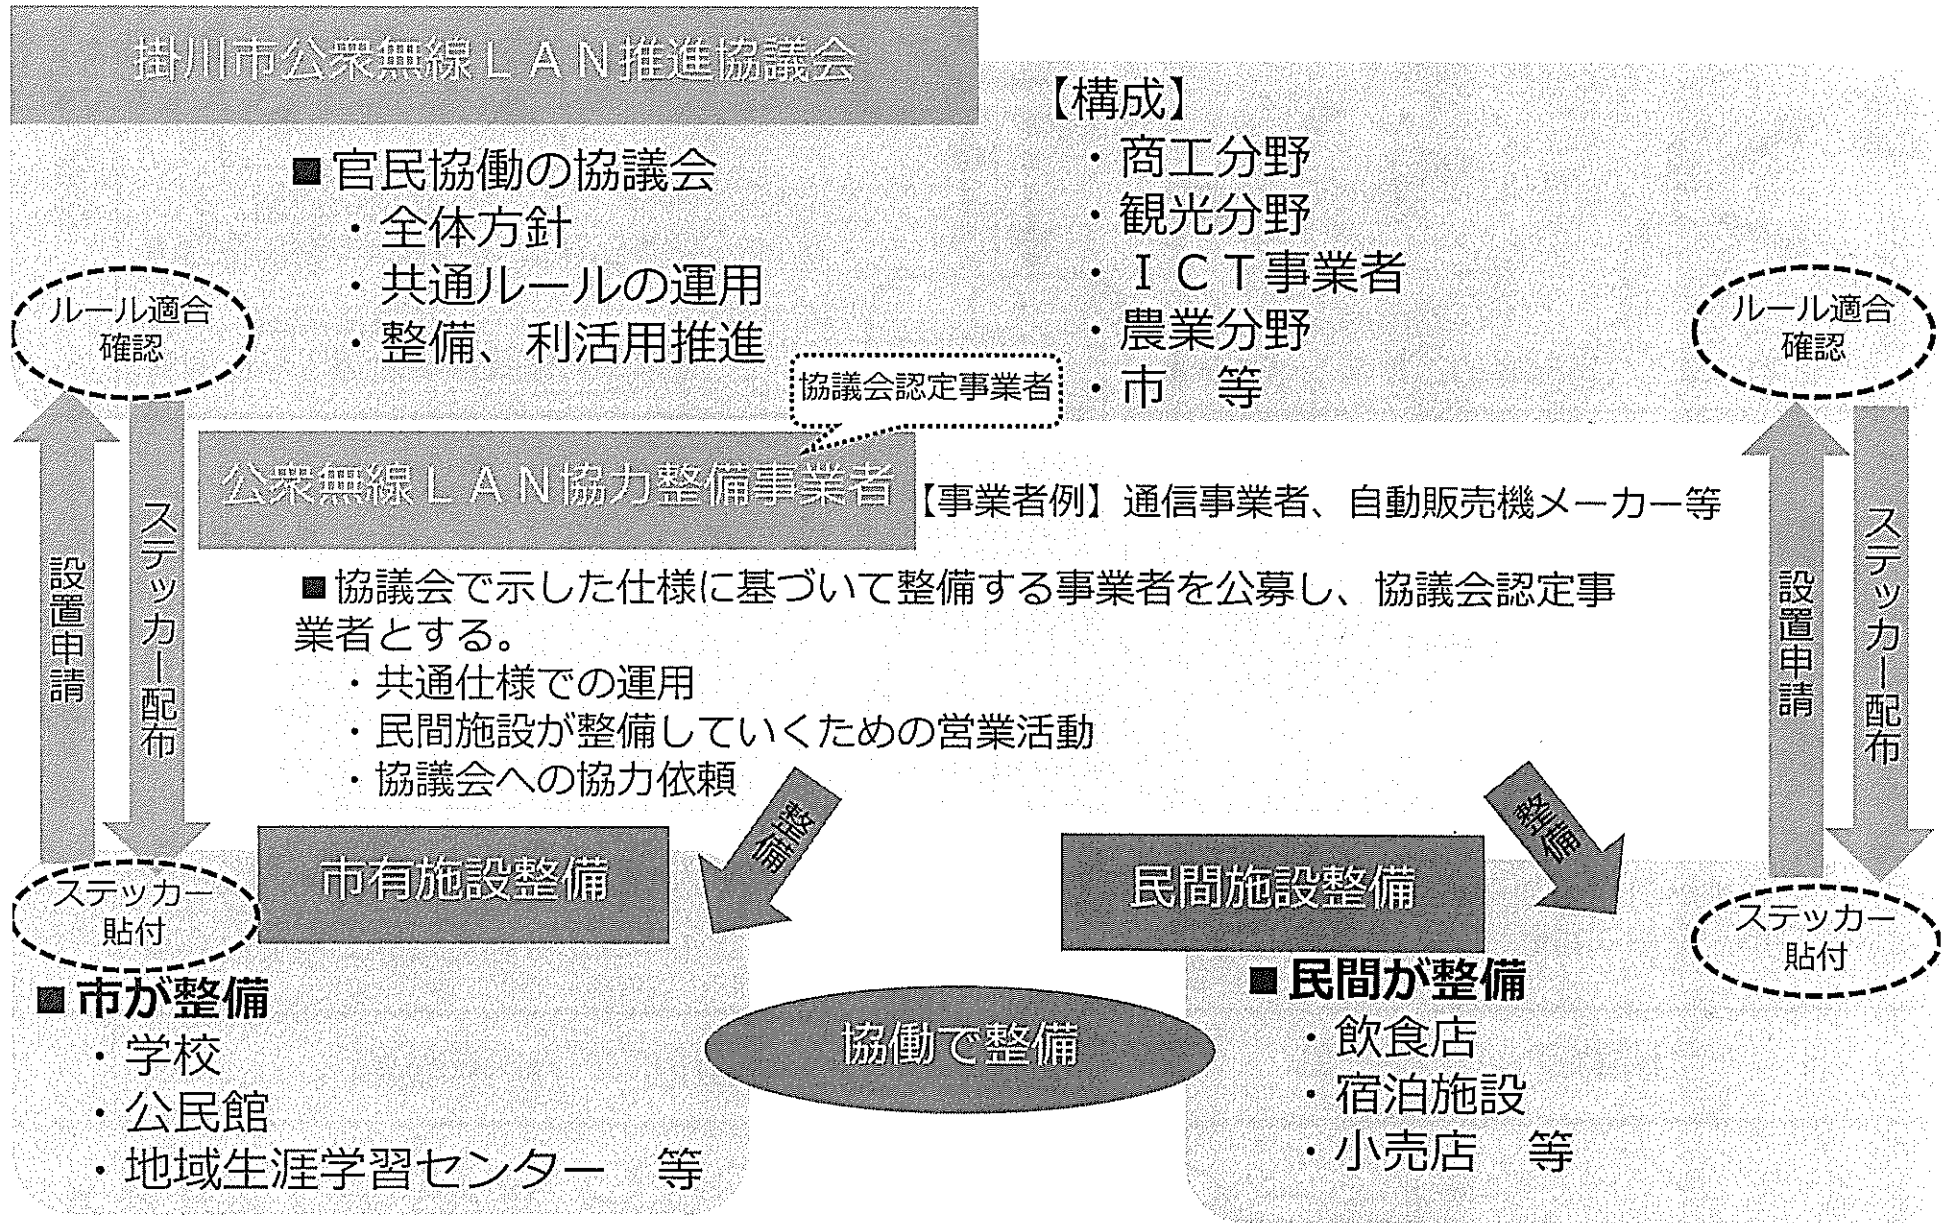 掛川市公衆無線ＬＡＮ推進協議会
■官民協働の協議会
・全体方針
・共通ルールの運用
・整備、利活用推進
【構成】
・商工分野
・観光分野
・ＩＣＴ事業者
・農業分野
・市　等
ルール適合
確認
ルール適合
確認
協議会認定事業者
公衆無線ＬＡＮ協力整備事業者
【事業者例】通信事業者、自動販売機メーカー等
■協議会で示した仕様に基づいて整備する事業者を公募し、協議会認定事
業者とする。
・共通仕様での運用
・民間施設が整備していくための営業活動
・協議会への協力依頼
設置申請
ステッカー配布
設置申請
ステッカー配布
整備
整備
市有施設整備
民間施設整備
ステッカー
貼付
ステッカー
貼付
■市が整備
・学校
・公民館
・地域生涯学習センター　等
協働で整備
■民間が整備
・飲食店
・宿泊施設
・小売店　等